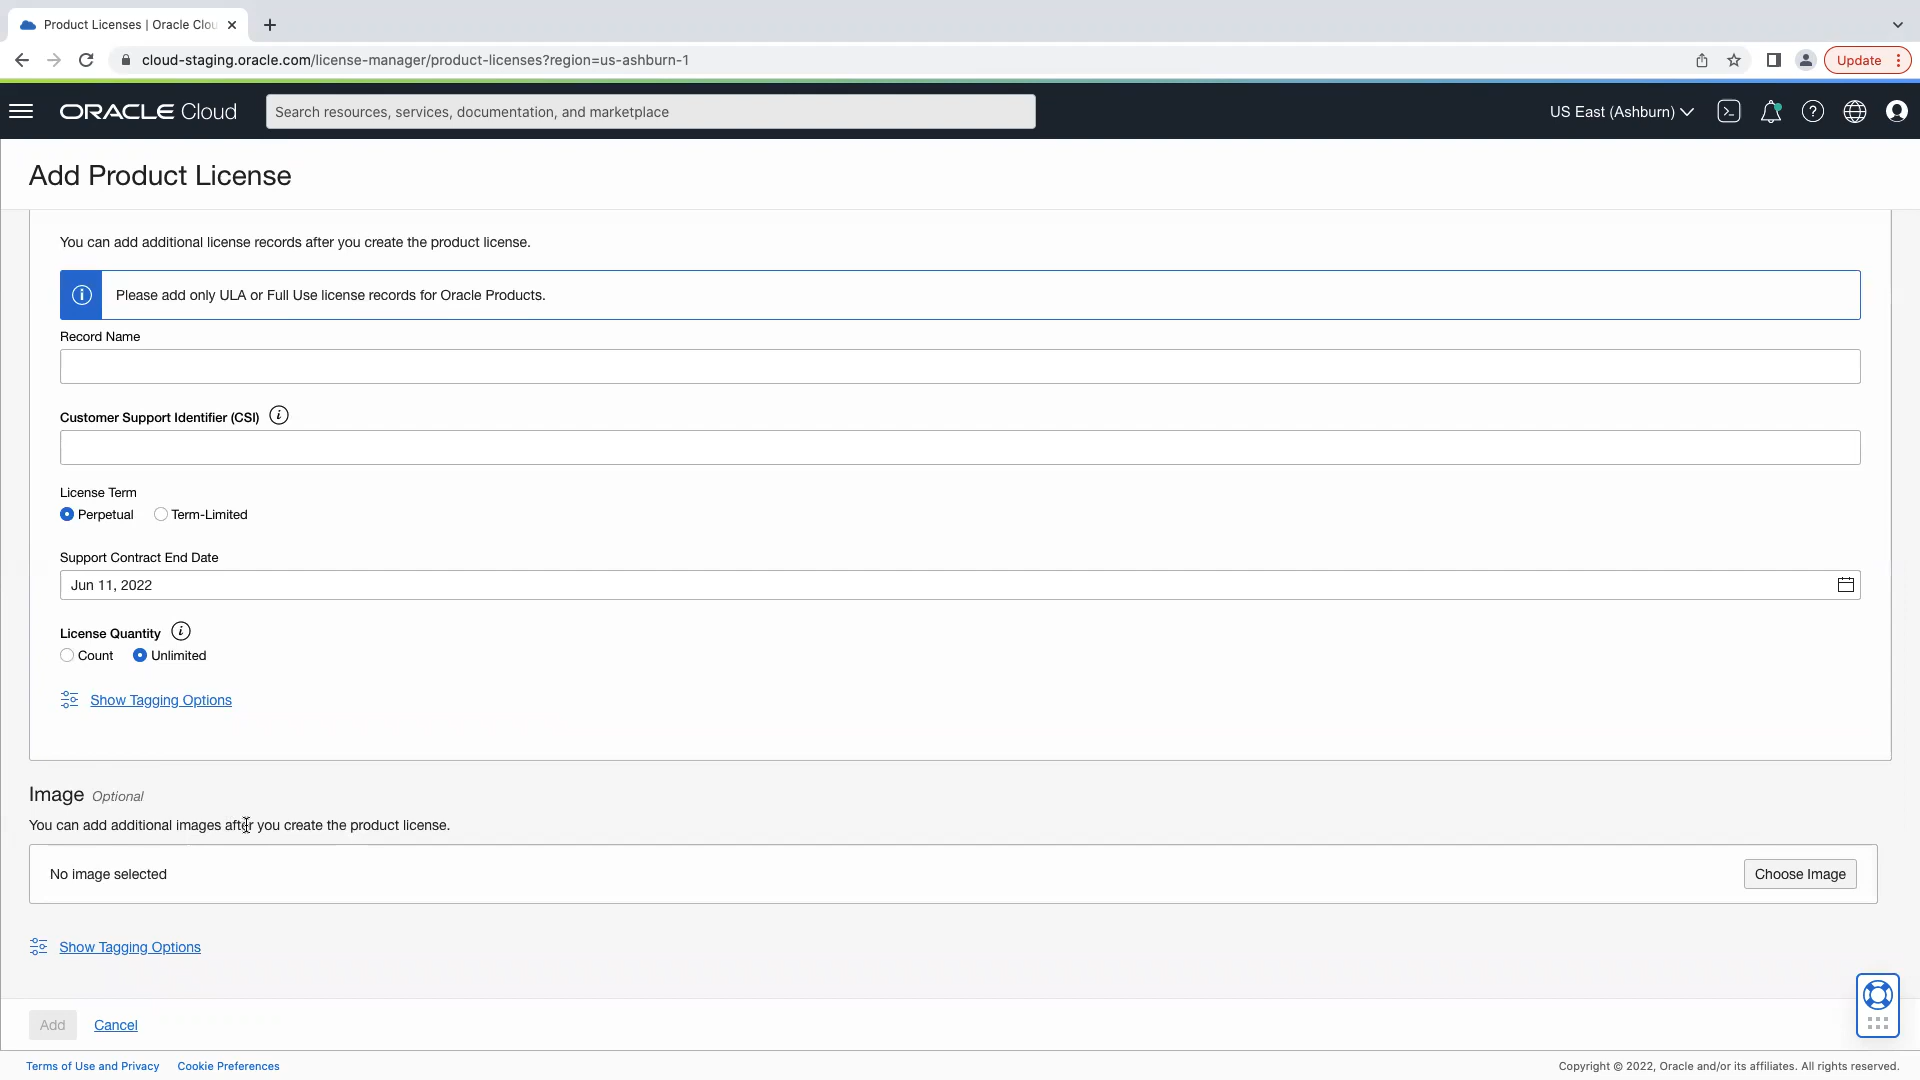 Product Licenses | Oracle Clou
cloud-staging.oracle.com/license-manager/product-licenses?region=us-ashburn-1
Update
ORACLE Cloud
Search resources, services, documentation, and marketplace
US East (Ashburn)
Add Product License
You can add additional license records after you create the product license.
Please add only ULA or Full Use license records for Oracle Products.
Record Name
Customer Support Identifier (CSI)
License Term
Perpetual
Term-Limited
Support Contract End Date
Jun 11, 2022
License Quantity
Count
Unlimited
Show Tagging Options
Image Optional
You can add additional images after you create the product license.
No image selected
Choose Image
Show Tagging Options
Add
Cancel
Terms of Use and Privacy
Cookie Preferences
Copyright © 2022, Oracle and/or its affiliates. All rights reserved.